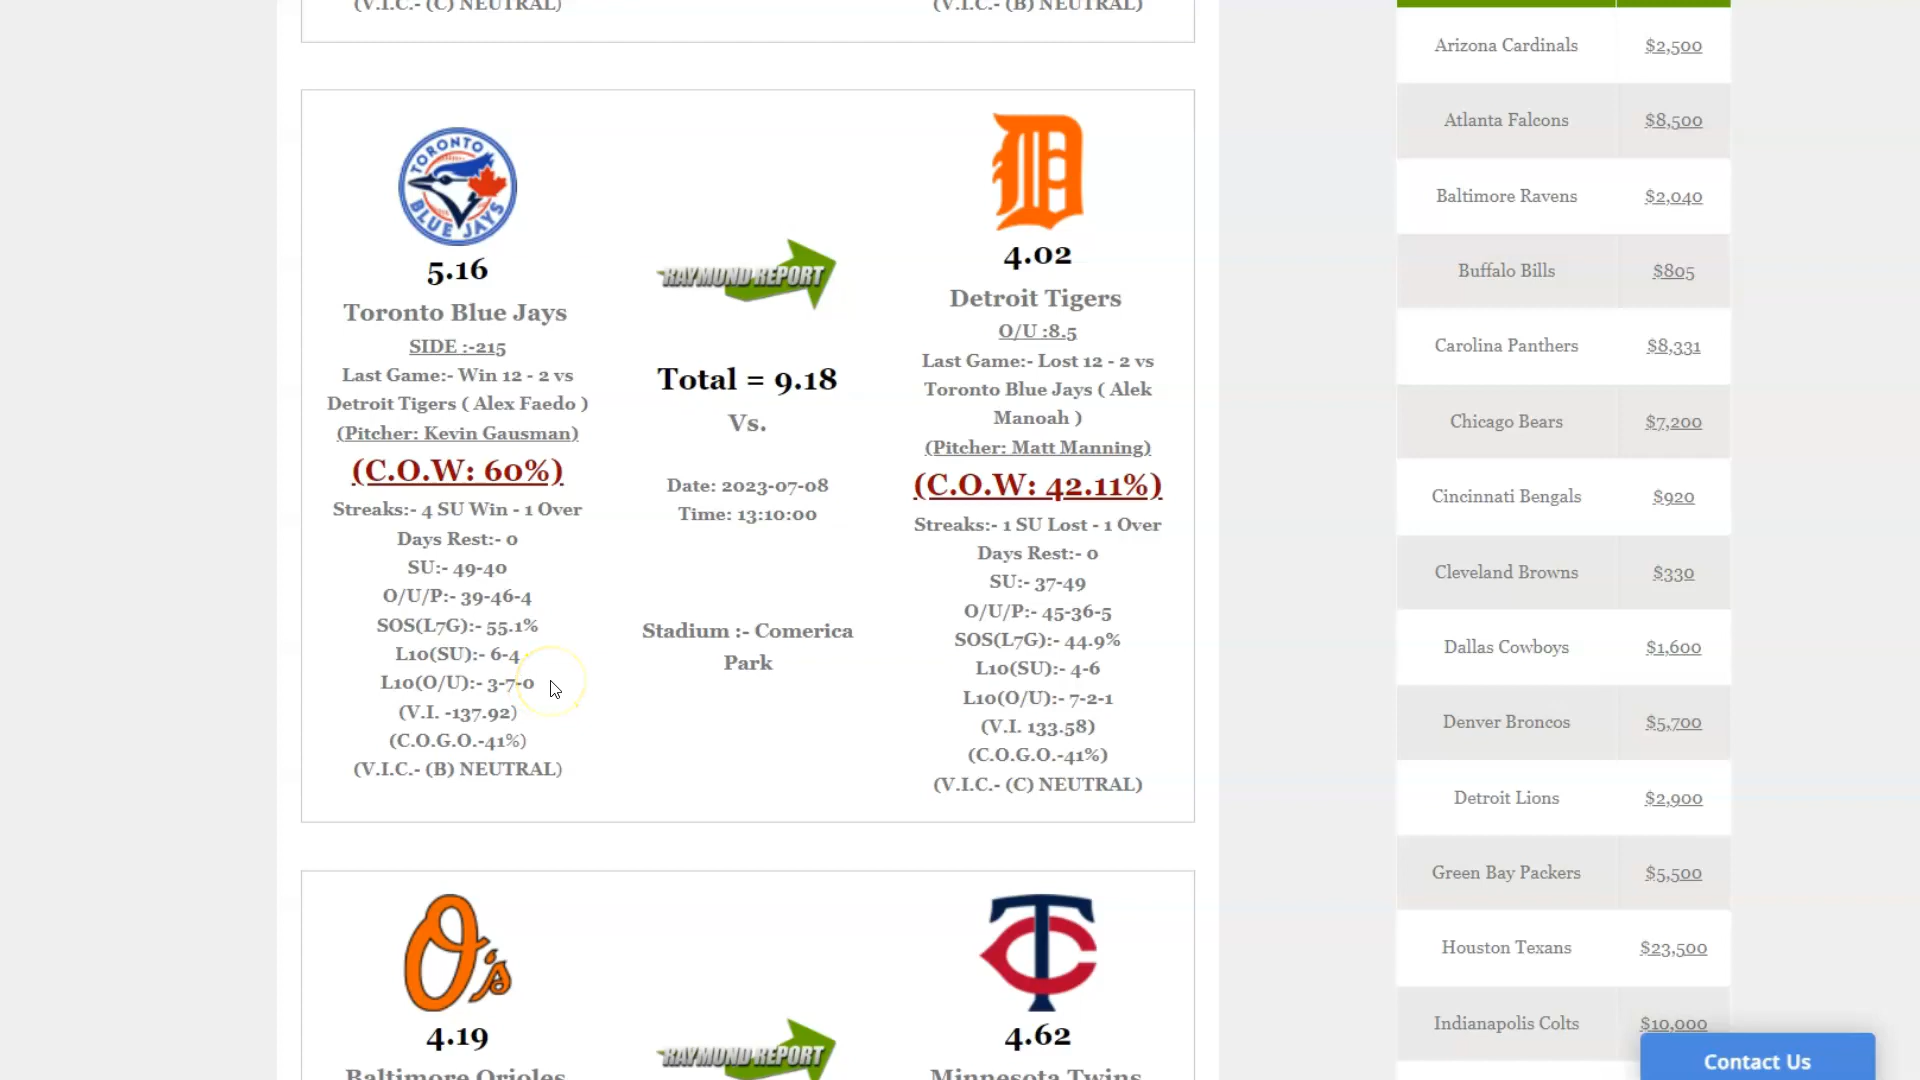 (V.I.C.- (C) NEUTRAL)
(V.I.C.- (B) NEUTRAL)
TORONTO
BLUE JAYS
5.16
Toronto Blue Jays
SIDE :-215
Last Game:- Win 12 - 2 vs
Detroit Tigers ( Alex Faedo )
(Pitcher: Kevin Gausman)
(C.O.W: 60%)
Streaks:- 4 SU Win - 1 Over
Days Rest:- 0
SU:- 49-40
O/U/P:- 39-46-4
SOS(L7G):- 55.1%
L10(SU):- 6-4
L10(O/U):- 3-7-0
(V.I. -137.92)
(C.O.G.O.-41%)
(V.I.C.- (B) NEUTRAL)
RAYMOND REPORT
Total = 9.18
Vs.
Date: 2023-07-08
Time: 13:10:00
Stadium :- Comerica
Park
D
4.02
Detroit Tigers
O/U :8.5
Last Game:- Lost 12 - 2 vs
Toronto Blue Jays ( Alek
Manoah )
(Pitcher: Matt Manning)
(C.O.W: 42.11%)
Streaks:- 1 SU Lost - 1 Over
Days Rest:- 0
SU:- 37-49
O/U/P:- 45-36-5
SOS(L7G):- 44.9%
L10(SU):- 4-6
L10(O/U):- 7-2-1
(V.I. 133.58)
(C.O.G.O.-41%)
(V.I.C.- (C) NEUTRAL)
O's
4.19
Baltimore Orioles
RAYMOND REPORT
TC
4.62
Minnesota Twins
Arizona Cardinals $2,500
Atlanta Falcons $8,500
Baltimore Ravens $2,040
Buffalo Bills $805
Carolina Panthers $8,331
Chicago Bears $7,200
Cincinnati Bengals $920
Cleveland Browns $330
Dallas Cowboys $1,600
Denver Broncos $5,700
Detroit Lions $2,900
Green Bay Packers $5,500
Houston Texans $23,500
Indianapolis Colts $10,000
Contact Us